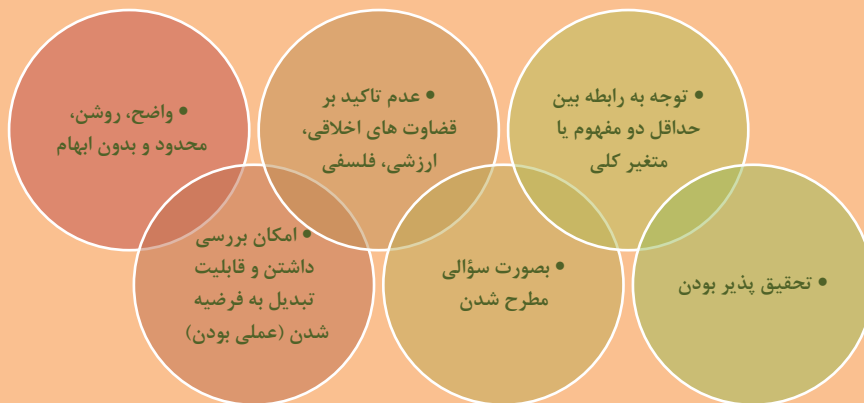 • واضح، روشن،
محدود و بدون ابهام
• امکان بررسی
داشتن و قابلیت
تبدیل به فرضیه
شدن (عملی بودن)
• عدم تاکید بر
قضاوت های اخلاقی،
ارزشی، فلسفی
• بصورت سؤالی
مطرح شدن
• توجه به رابطه بین
حداقل دو مفهوم یا
متغیر کلی
• تحقیق پذیر بودن